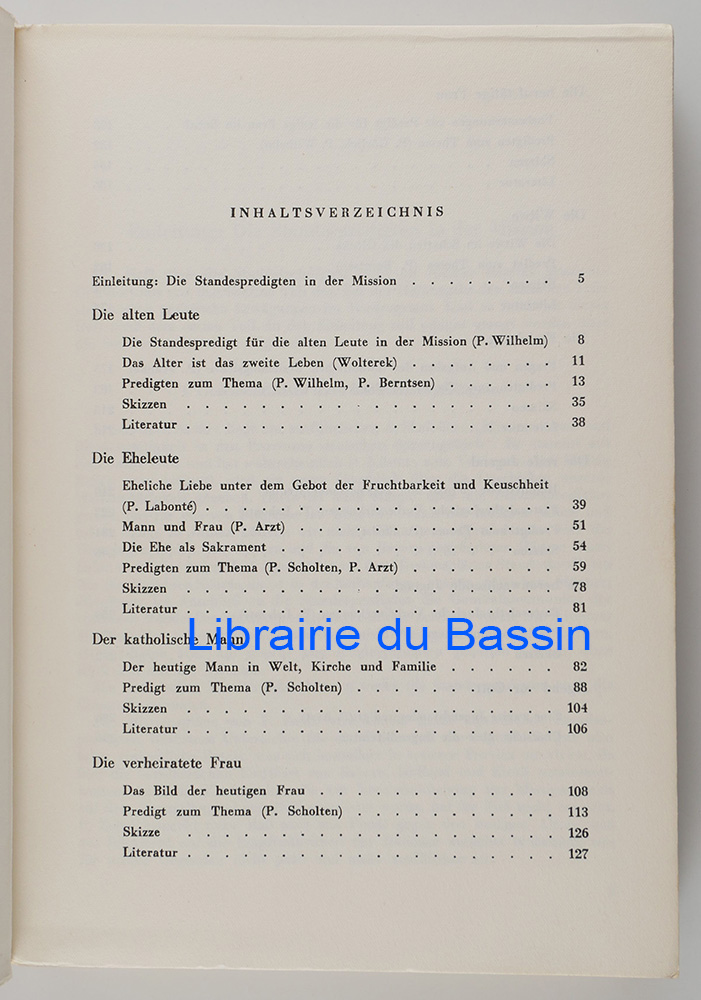 INHALTSVERZEICHNIS
Einleitung: Die Standespredigten in der Mission . . . . . . . . 5
Die alten Leute
Die Standespredigt für die alten Leute in der Mission (P. Wilhelm) 8
Das Alter ist das zweite Leben (Wolterek) . . . . . . . . 11
Predigten zum Thema (P. Wilhelm, P. Berntsen) . . . . . . 13
Skizzen . . . . . . . . . . . . . . . . . . . . 35
Literatur . . . . . . . . . . . . . . . . . . . . 38
Die Eheleute
Eheliche Liebe unter dem Gebot der Fruchtbarkeit und Keuschheit
(P. Labonté) . . . . . . . . . . . . . . . . . . . 39
Mann und Frau (P. Arzt) . . . . . . . . . . . . . . 51
Die Ehe als Sakrament . . . . . . . . . . . . . . . 54
Predigten zum Thema (P. Scholten, P. Arzt) . . . . . . . . 59
Skizzen . . . . . . . . . . . . . . . . . . . . 78
Literatur . . . . . . . . . . . . . . . . . . . . 81
Librairie du Bassin
Der katholische Mann
Der heutige Mann in Welt, Kirche und Familie . . . . . . 82
Predigt zum Thema (P. Scholten) . . . . . . . . . . . 88
Skizzen . . . . . . . . . . . . . . . . . . . . 104
Literatur . . . . . . . . . . . . . . . . . . . . 106
Die verheiratete Frau
Das Bild der heutigen Frau . . . . . . . . . . . . . 108
Predigt zum Thema (P. Scholten) . . . . . . . . . . . 113
Skizze . . . . . . . . . . . . . . . . . . . . 126
Literatur . . . . . . . . . . . . . . . . . . . . 127